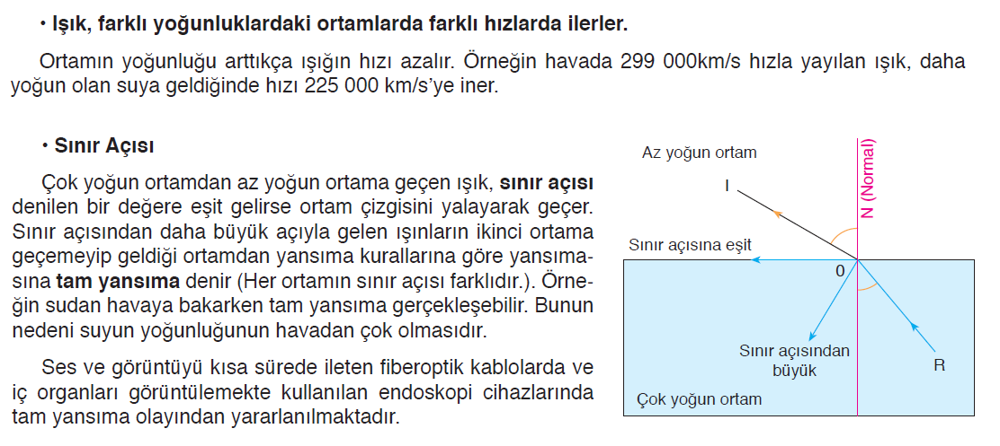 • Işık, farklı yoğunluklardaki ortamlarda farklı hızlarda ilerler.
Ortamın yoğunluğu arttıkça ışığın hızı azalır. Örneğin havada 299 000km/s hızla yayılan ışık, daha
yoğun olan suya geldiğinde hızı 225 000 km/s’ye iner.
• Sınır Açısı
Çok yoğun ortamdan az yoğun ortama geçen ışık, sınır açısı
denilen bir değere eşit gelirse ortam çizgisini yalayarak geçer.
Sınır açısından daha büyük açıyla gelen ışınların ikinci ortama
geçemeyip geldiği ortamdan yansıma kurallarına göre yansıma-
sına tam yansıma denir (Her ortamın sınır açısı farklıdır.). Örne-
ğin sudan havaya bakarken tam yansıma gerçekleşebilir. Bunun
nedeni suyun yoğunluğunun havadan çok olmasıdır.
Ses ve görüntüyü kısa sürede ileten fiberoptik kablolarda ve
iç organları görüntülemekte kullanılan endoskopi cihazlarında
tam yansıma olayından yararlanılmaktadır.
Az yoğun ortam
N (Normal)
I
Sınır açısına eşit
0
Sınır açısından
büyük
R
Çok yoğun ortam